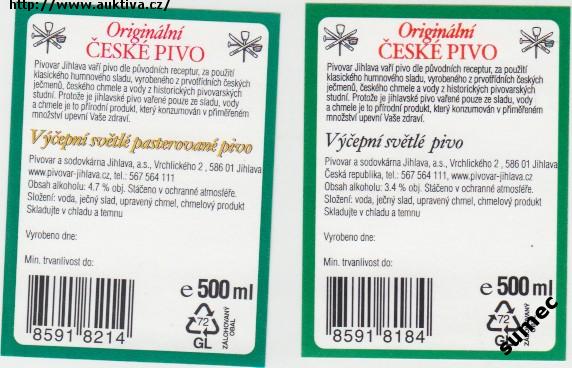 http://www.auktiva.cz/
Originální
ČESKÉ PIVO
Pivovar Jihlava vaří pivo dle původních receptur, za použití
klasického humnového sladu, vyrobeného z prvotřídních českých
ječmenů, českého chmele a vody z historických pivovarských
studní. Protože je jihlavské pivo vařené pouze ze sladu, vody
a chmele je to přírodní produkt, který konzumován v přiměřeném
množství upevní Vaše zdraví.
Výčepní světlé pasterované pivo
Pivovar a sodovkárna Jihlava, a.s., Vrchlického 2 , 586 01 Jihlava
www.pivovar-jihlava.cz, tel.: 567 564 111
Obsah alkoholu: 4.7 % obj. Stáčeno v ochranné atmosféře.
Složení: voda, ječný slad, upravený chmel, chmelový produkt
Skladujte v chladu a temnu
Vyrobeno dne:
Min. trvanlivost do:
e 500 ml
8591 8214
72
GL
ZÁLOHOVANÝ
OBAL
Originální
ČESKÉ PIVO
Pivovar Jihlava vaří pivo dle původních receptur, za použití
klasického humnového sladu, vyrobeného z prvotřídních českých
ječmenů, českého chmele a vody z historických pivovarských
studní. Protože je jihlavské pivo vařené pouze ze sladu, vody
a chmele je to přírodní produkt, který konzumován v přiměřeném
množství upevní Vaše zdraví.
Výčepní světlé pivo
Pivovar a sodovkárna Jihlava, a.s., Vrchlického 2 , 586 01 Jihlava
Česká republika, tel.: 567 564 111, www.pivovar-jihlava.cz
Obsah alkoholu: 3.4 % obj. Stáčeno v ochranné atmosféře.
Složení: voda, ječný slad, upravený chmel, chmelový produkt
Skladujte v chladu a temnu
Vyrobeno dne:
Min. trvanlivost do:
e 500 ml
8591 8184
72
GL
ZÁLOHOVANÝ
OBAL
sumec